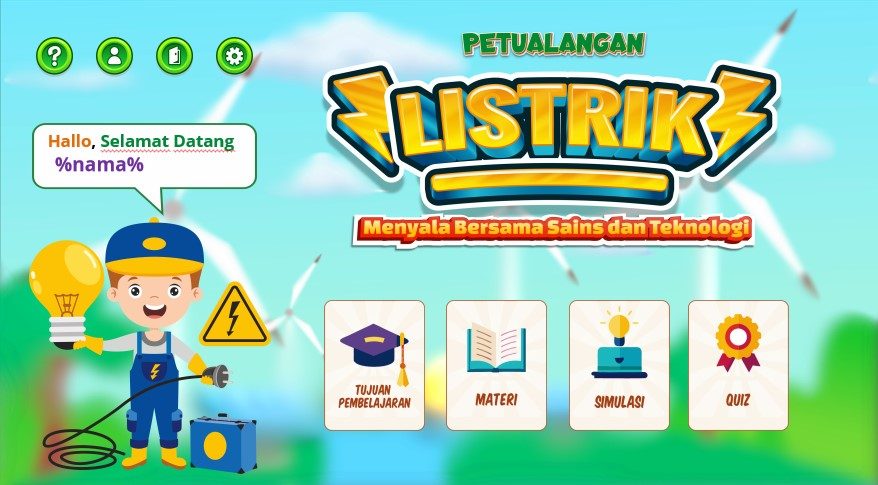 ?
PETUALANGAN
LISTRIK
Menyala Bersama Sains dan Teknologi
Hallo, Selamat Datang
%nama%
TUJUAN
PEMBELAJARAN
MATERI
SIMULASI
QUIZ